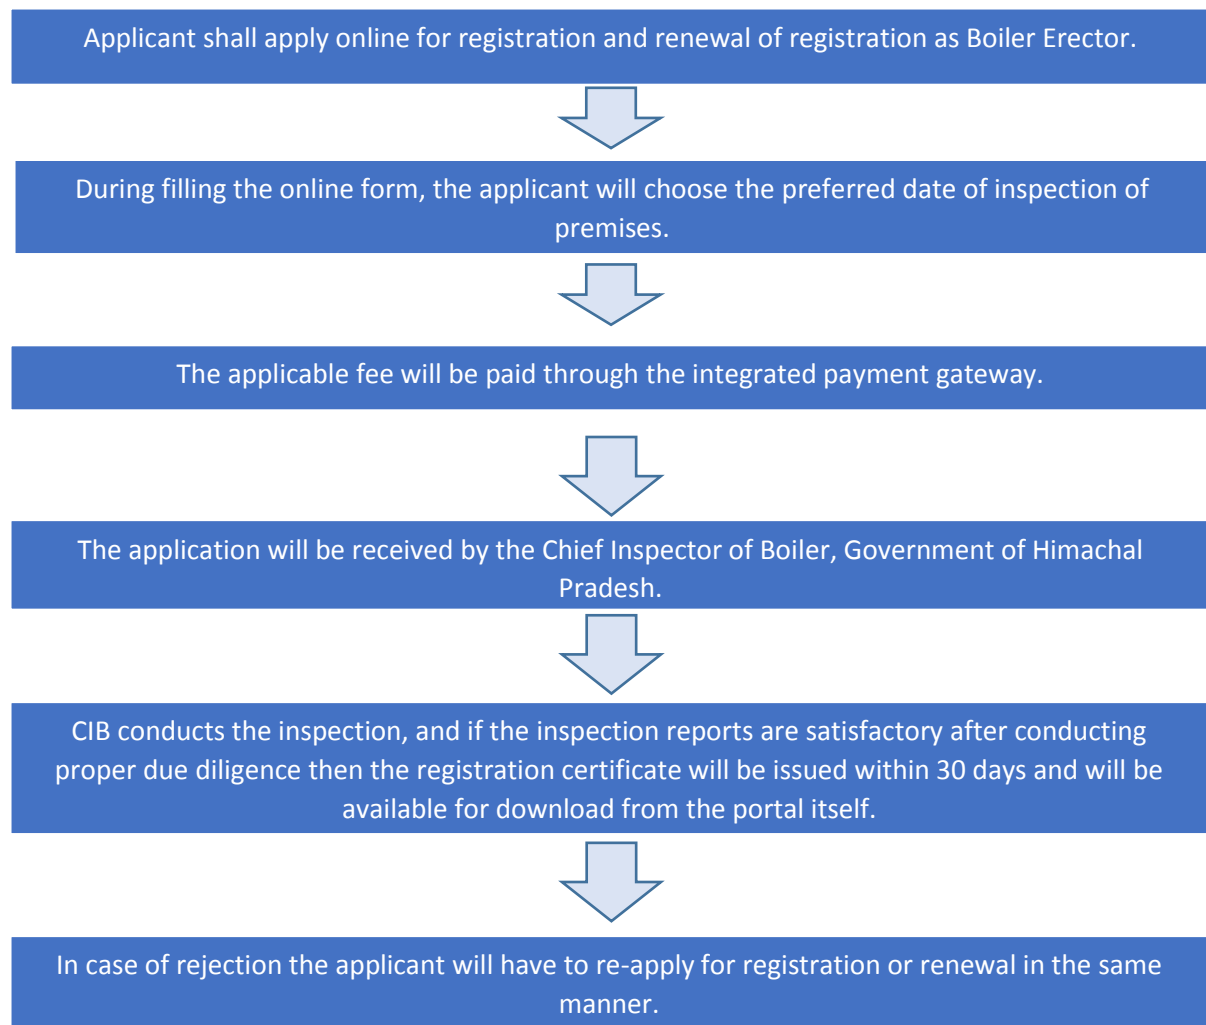 Applicant shall apply online for registration and renewal of registration as Boiler Erector.
During filling the online form, the applicant will choose the preferred date of inspection of
premises.
The applicable fee will be paid through the integrated payment gateway.
The application will be received by the Chief Inspector of Boiler, Government of Himachal
Pradesh.
CIB conducts the inspection, and if the inspection reports are satisfactory after conducting
proper due diligence then the registration certificate will be issued within 30 days and will be
available for download from the portal itself.
In case of rejection the applicant will have to re-apply for registration or renewal in the same
manner.